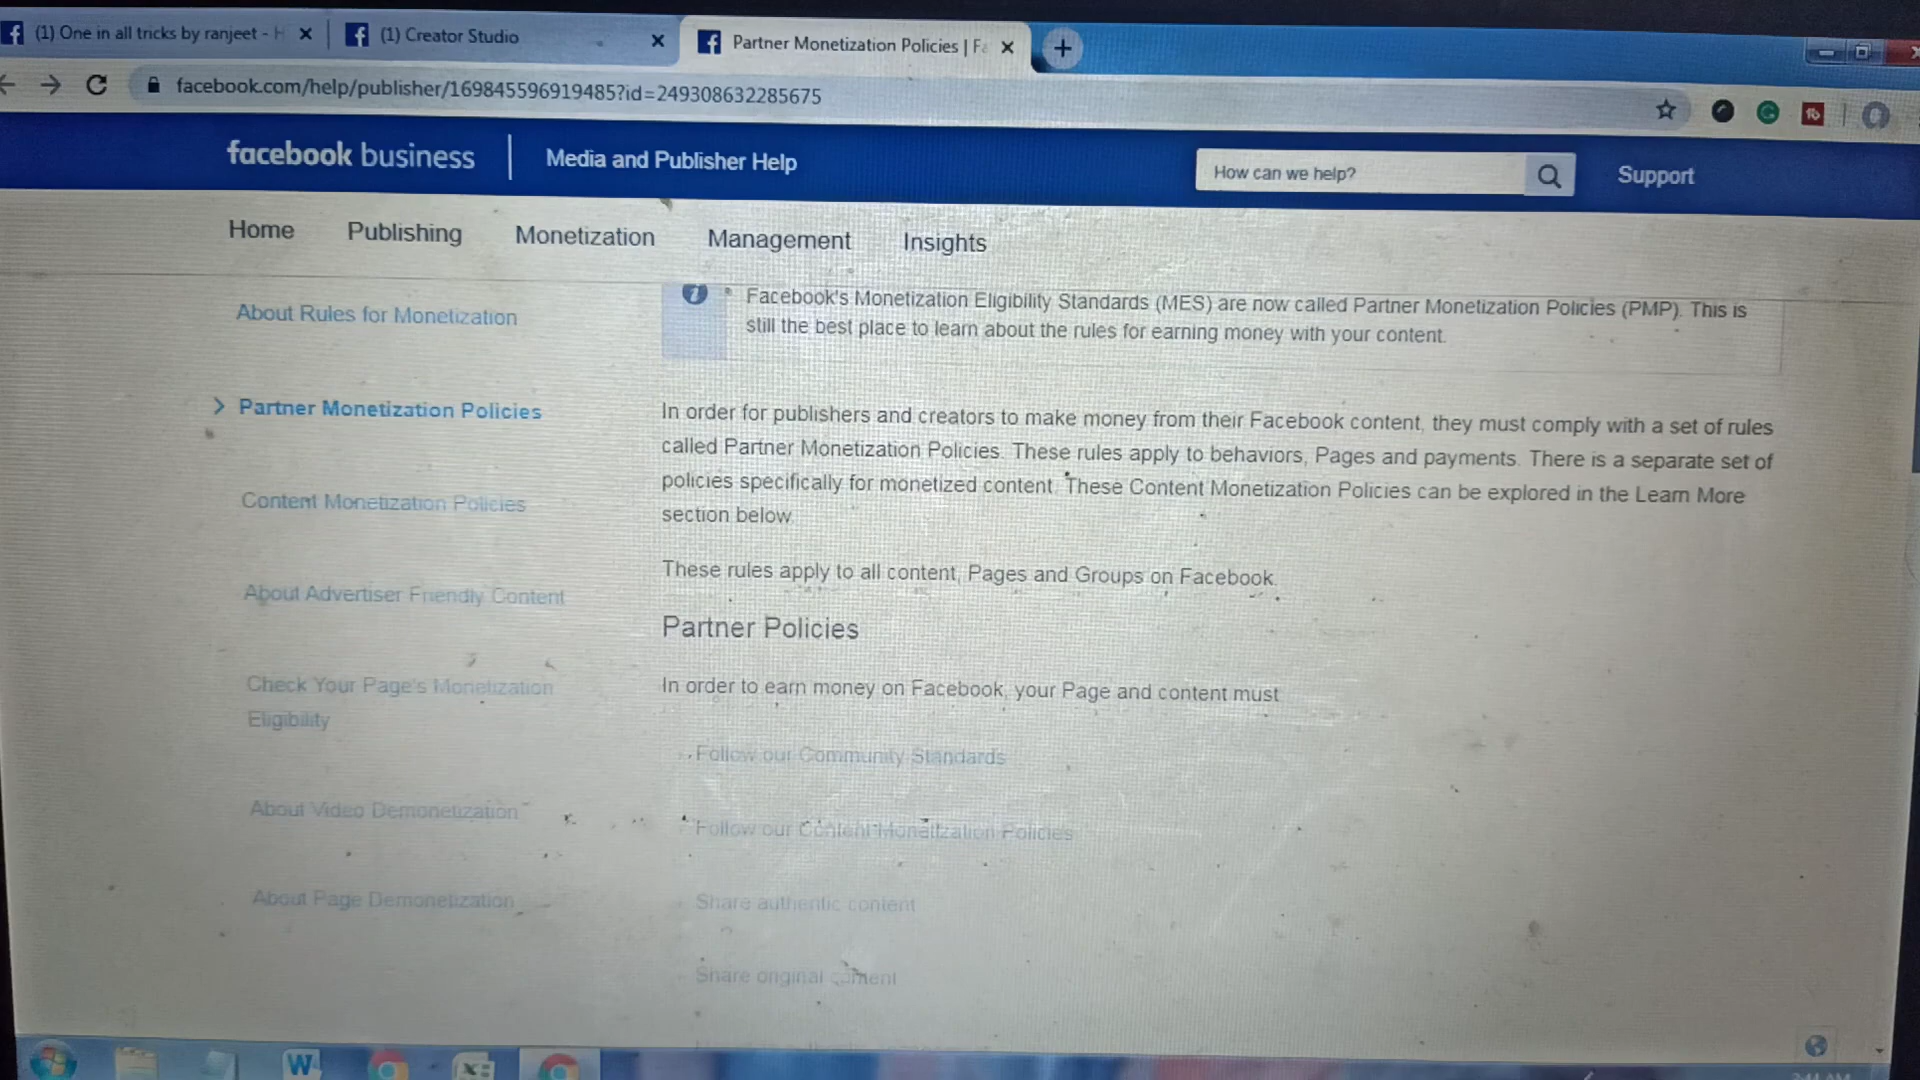 (1) One in all tricks by ranjeet - H
(1) Creator Studio
Partner Monetization Policies | Fa
facebook.com/help/publisher/169845596919485?id=249308632285675
facebook business
Media and Publisher Help
How can we help?
Support
Home
Publishing
Monetization
Management
Insights
About Rules for Monetization
Partner Monetization Policies
Content Monetization Policies
About Advertiser Friendly Content
Check Your Page's Monetization
Eligibility
About Video Demonetization
About Page Demonetization
Facebook's Monetization Eligibility Standards (MES) are now called Partner Monetization Policies (PMP). This is
still the best place to learn about the rules for earning money with your content.
In order for publishers and creators to make money from their Facebook content, they must comply with a set of rules
called Partner Monetization Policies. These rules apply to behaviors, Pages and payments. There is a separate set of
policies specifically for monetized content. These Content Monetization Policies can be explored in the Learn More
section below.
These rules apply to all content, Pages and Groups on Facebook.
Partner Policies
In order to earn money on Facebook, your Page and content must
Follow our Community Standards
Follow our Content Monetization Policies
Share authentic content
Share original content